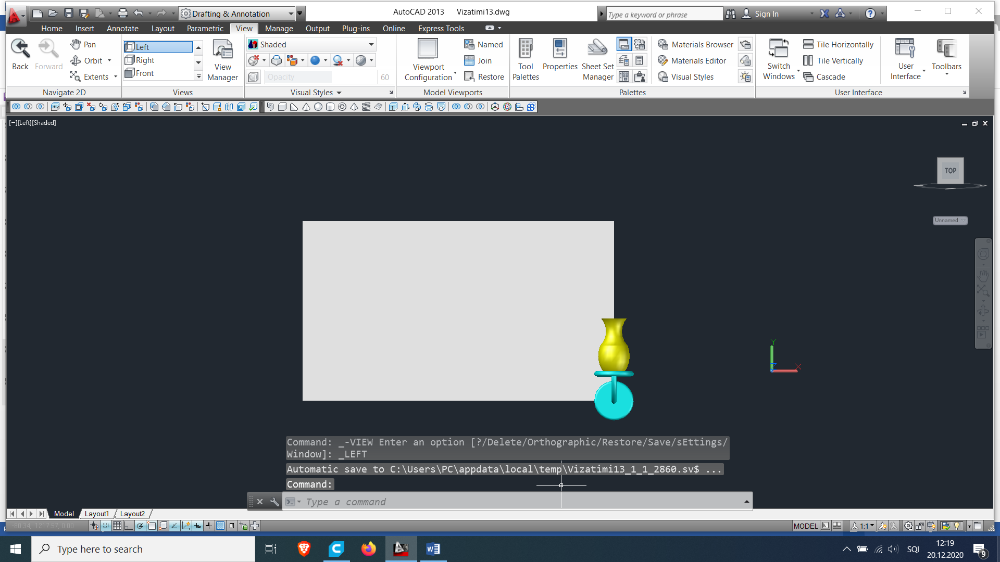 Drafting & Annotation
AutoCAD 2013 Vizatimi13.dwg
Type a keyword or phrase
Sign In
Home Insert Annotate Layout Parametric View Manage Output Plug-ins Online Express Tools
Back
Forward
Pan
Orbit
Extents
Navigate 2D
Left
Right
Front
View
Manager
Views
Shaded
Opacity 60
Visual Styles
Viewport
Configuration
Named
Join
Restore
Model Viewports
Tool
Palettes
Properties
Sheet Set
Manager
Materials Browser
Materials Editor
Visual Styles
Palettes
Switch
Windows
Tile Horizontally
Tile Vertically
Cascade
User
Interface
Toolbars
User Interface
[−][Left][Shaded]
TOP
Unnamed
Y
X
Z
Command: _-VIEW Enter an option [?/Delete/Orthographic/Restore/Save/sEttings/
Window]: _LEFT
Automatic save to C:\Users\PC\appdata\local\temp\Vizatimi13_1_1_2860.sv$ ...
Command:
Type a command
Model Layout1 Layout2
-80.34, 1217.57, 0.00
MODEL
1:1
Type here to search
SQI
12:19
20.12.2020
9